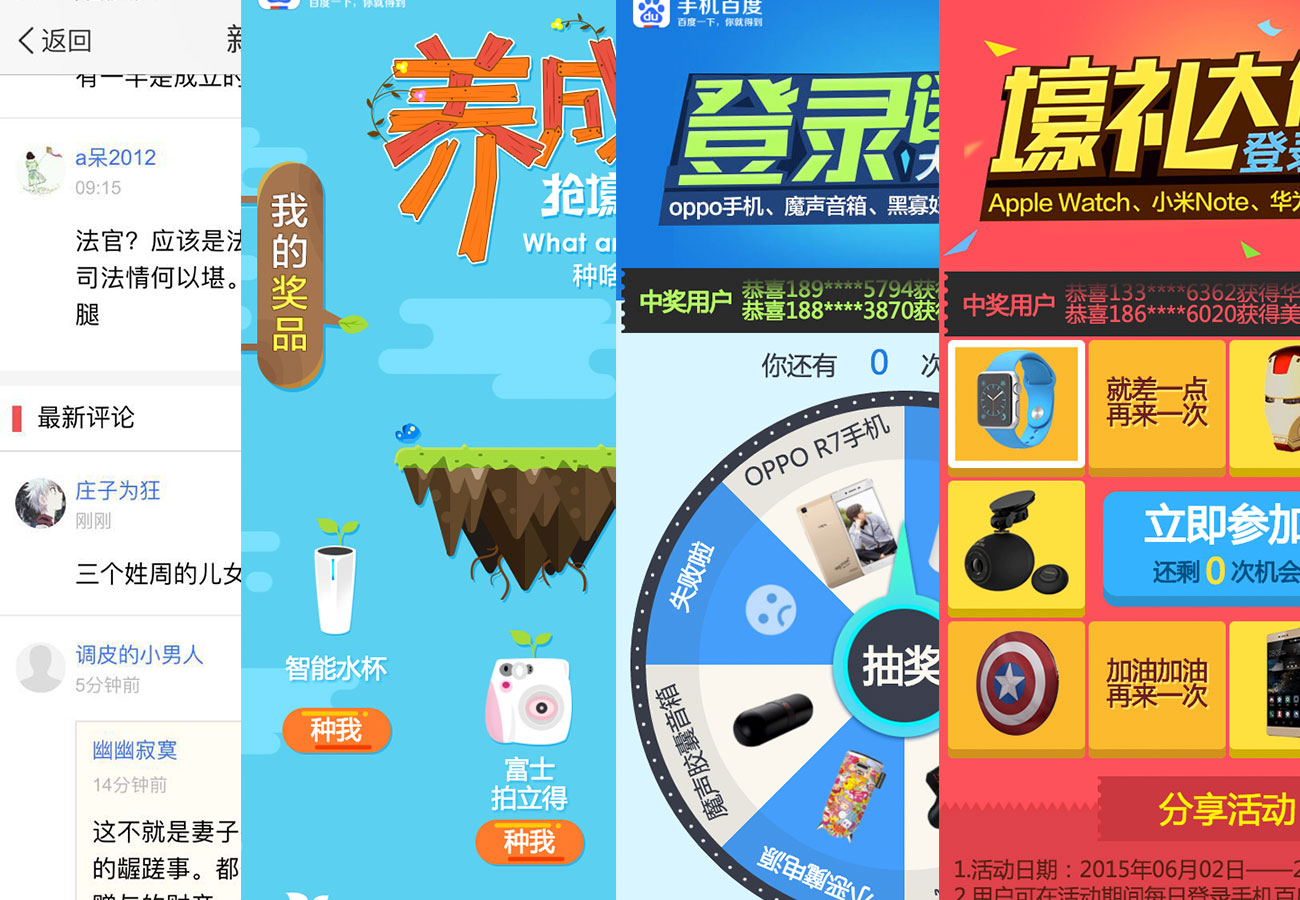 返回
有一半是成立的
a呆2012
09:15
法官？应该是法
司法情何以堪。
腿
最新评论
庄子为狂
刚刚
三个姓周的儿女
调皮的小男人
5分钟前
幽幽寂寞
14分钟前
这不就是妻子
的龌蹉事。都
百度一下，你就得到
养成
抢壕
What ar
种啥
我的奖品
智能水杯
种我
富士
拍立得
种我
du
手机百度
百度一下，你就得到
登录
oppo手机、魔声音箱、黑寡妇
中奖用户
恭喜189****5794获
恭喜188****3870获
你还有 0 次
OPPO R7手机
失败啦
抽奖
魔声胶囊音箱
小恶魔电源
壕礼大
登录
Apple Watch、小米Note、华为
中奖用户
恭喜133****6362获得华
恭喜186****6020获得美
就差一点
再来一次
立即参加
还剩 0 次机会
加油加油
再来一次
分享活动
1.活动日期：2015年06月02日——2
2.用户可在活动期间每日登录手机百